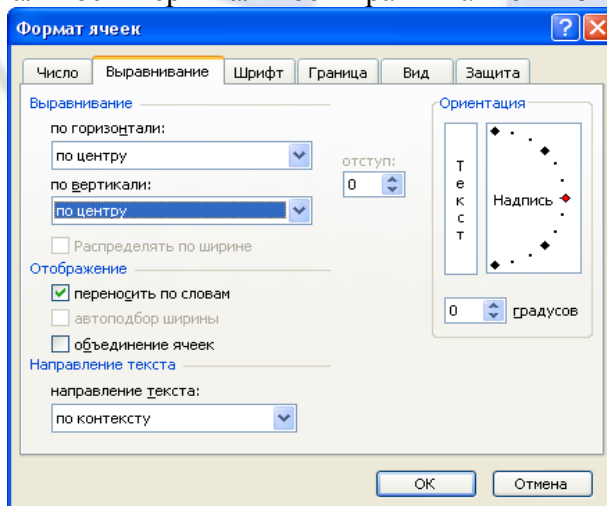 Формат ячеек
Число Выравнивание Шрифт Граница Вид Защита
Выравнивание
по горизонтали:
по центру
отступ:
0
по вертикали:
по центру
Распределять по ширине
Отображение
переносить по словам
автоподбор ширины
объединение ячеек
Направление текста
направление текста:
по контексту
Ориентация
Текст
Надпись
0 градусов
ОК Отмена